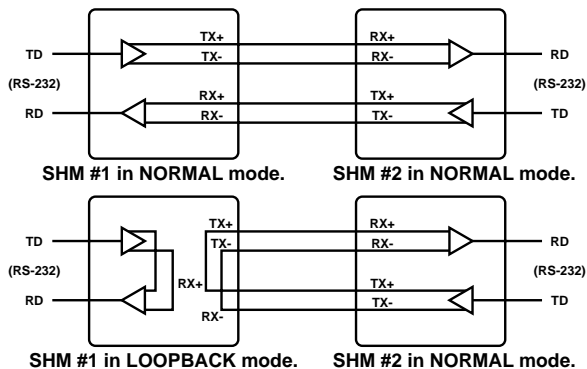 TX+ RX+
TD TX- RX- RD
(RS-232) (RS-232)
RX+ TX+
RD RX- TX- TD
SHM #1 in NORMAL mode. SHM #2 in NORMAL mode.
TX+ RX+
TD TX- RX- RD
(RS-232) RX+ (RS-232)
TX+
RD RX- TX- TD
SHM #1 in LOOPBACK mode. SHM #2 in NORMAL mode.